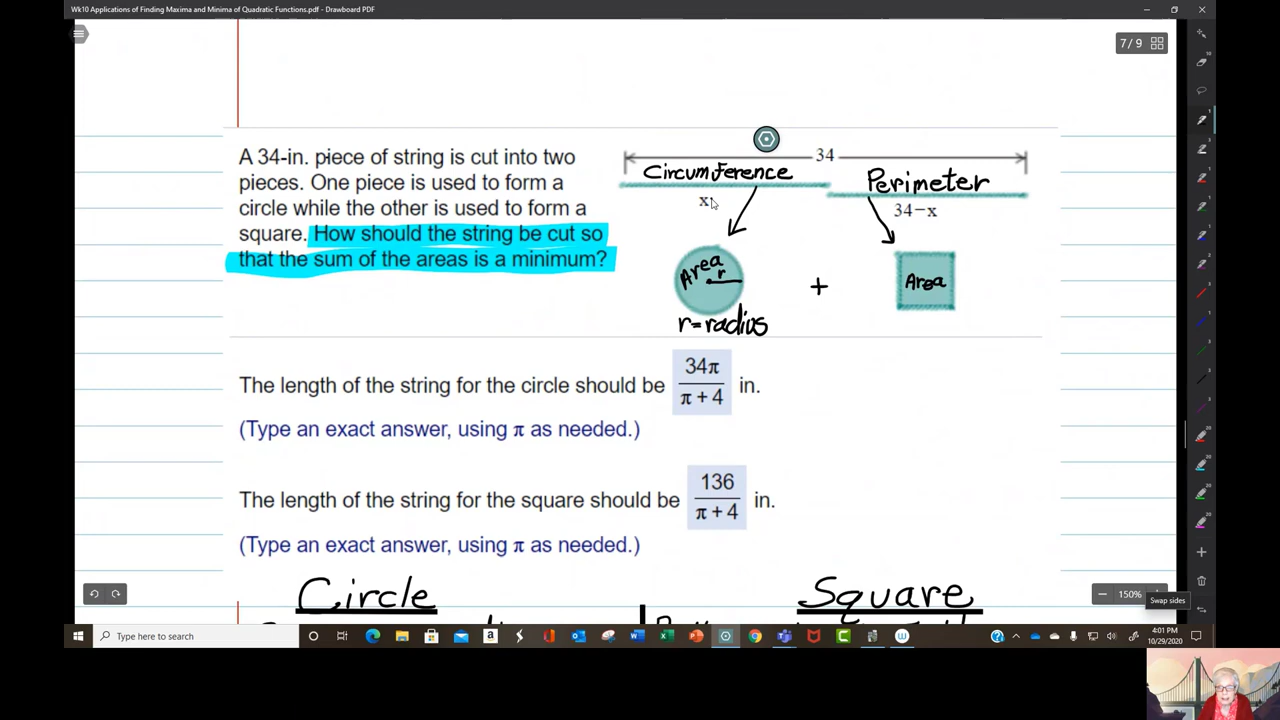 Wk10 Applications of Finding Maxima and Minima of Quadratic Functions.pdf - Drawboard PDF
7 / 9
A 34-in. piece of string is cut into two
pieces. One piece is used to form a
circle while the other is used to form a
square. How should the string be cut so
that the sum of the areas is a minimum?
34
Circumference
Perimeter
x
34−x
Area
r
+
Area
r=radius
The length of the string for the circle should be 34π/π + 4 in.
(Type an exact answer, using π as needed.)
The length of the string for the square should be 136/π + 4 in.
(Type an exact answer, using π as needed.)
Circle
Square
150%
Swap sides
Type here to search
4:01 PM
10/29/2020